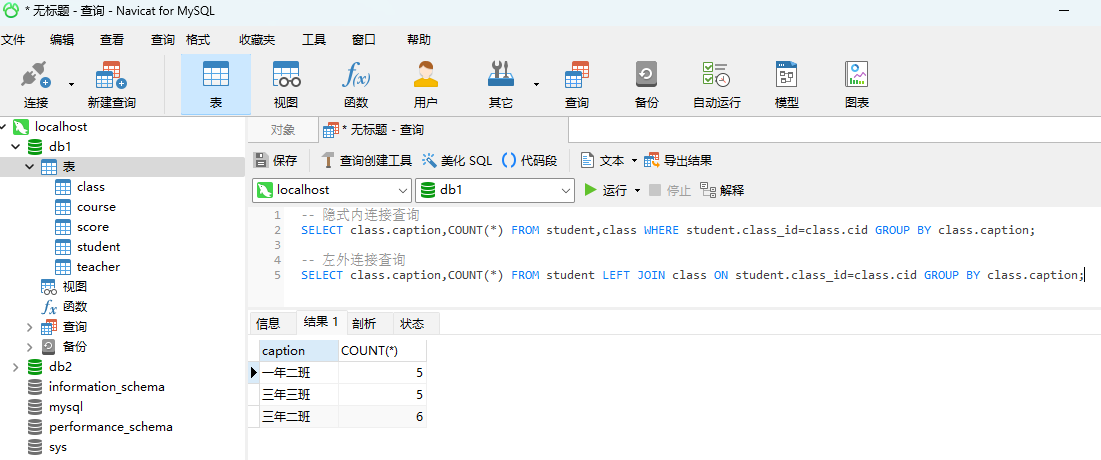 * 无标题 - 查询 - Navicat for MySQL
文件 编辑 查看 查询 格式 收藏夹 工具 窗口 帮助
连接 新建查询 表 视图 函数 用户 其它 查询 备份 自动运行 模型 图表
localhost
db1
表
class
course
score
student
teacher
视图
函数
查询
备份
db2
information_schema
mysql
performance_schema
sys
对象 * 无标题 - 查询
保存 查询创建工具 美化 SQL 代码段 文本 导出结果
localhost db1 运行 停止 解释
1 -- 隐式内连接查询
2 SELECT class.caption,COUNT(*) FROM student,class WHERE student.class_id=class.cid GROUP BY class.caption;
3
4 -- 左外连接查询
5 SELECT class.caption,COUNT(*) FROM student LEFT JOIN class ON student.class_id=class.cid GROUP BY class.caption;
信息 结果 1 剖析 状态
caption COUNT(*)
一年二班 5
三年三班 5
三年二班 6